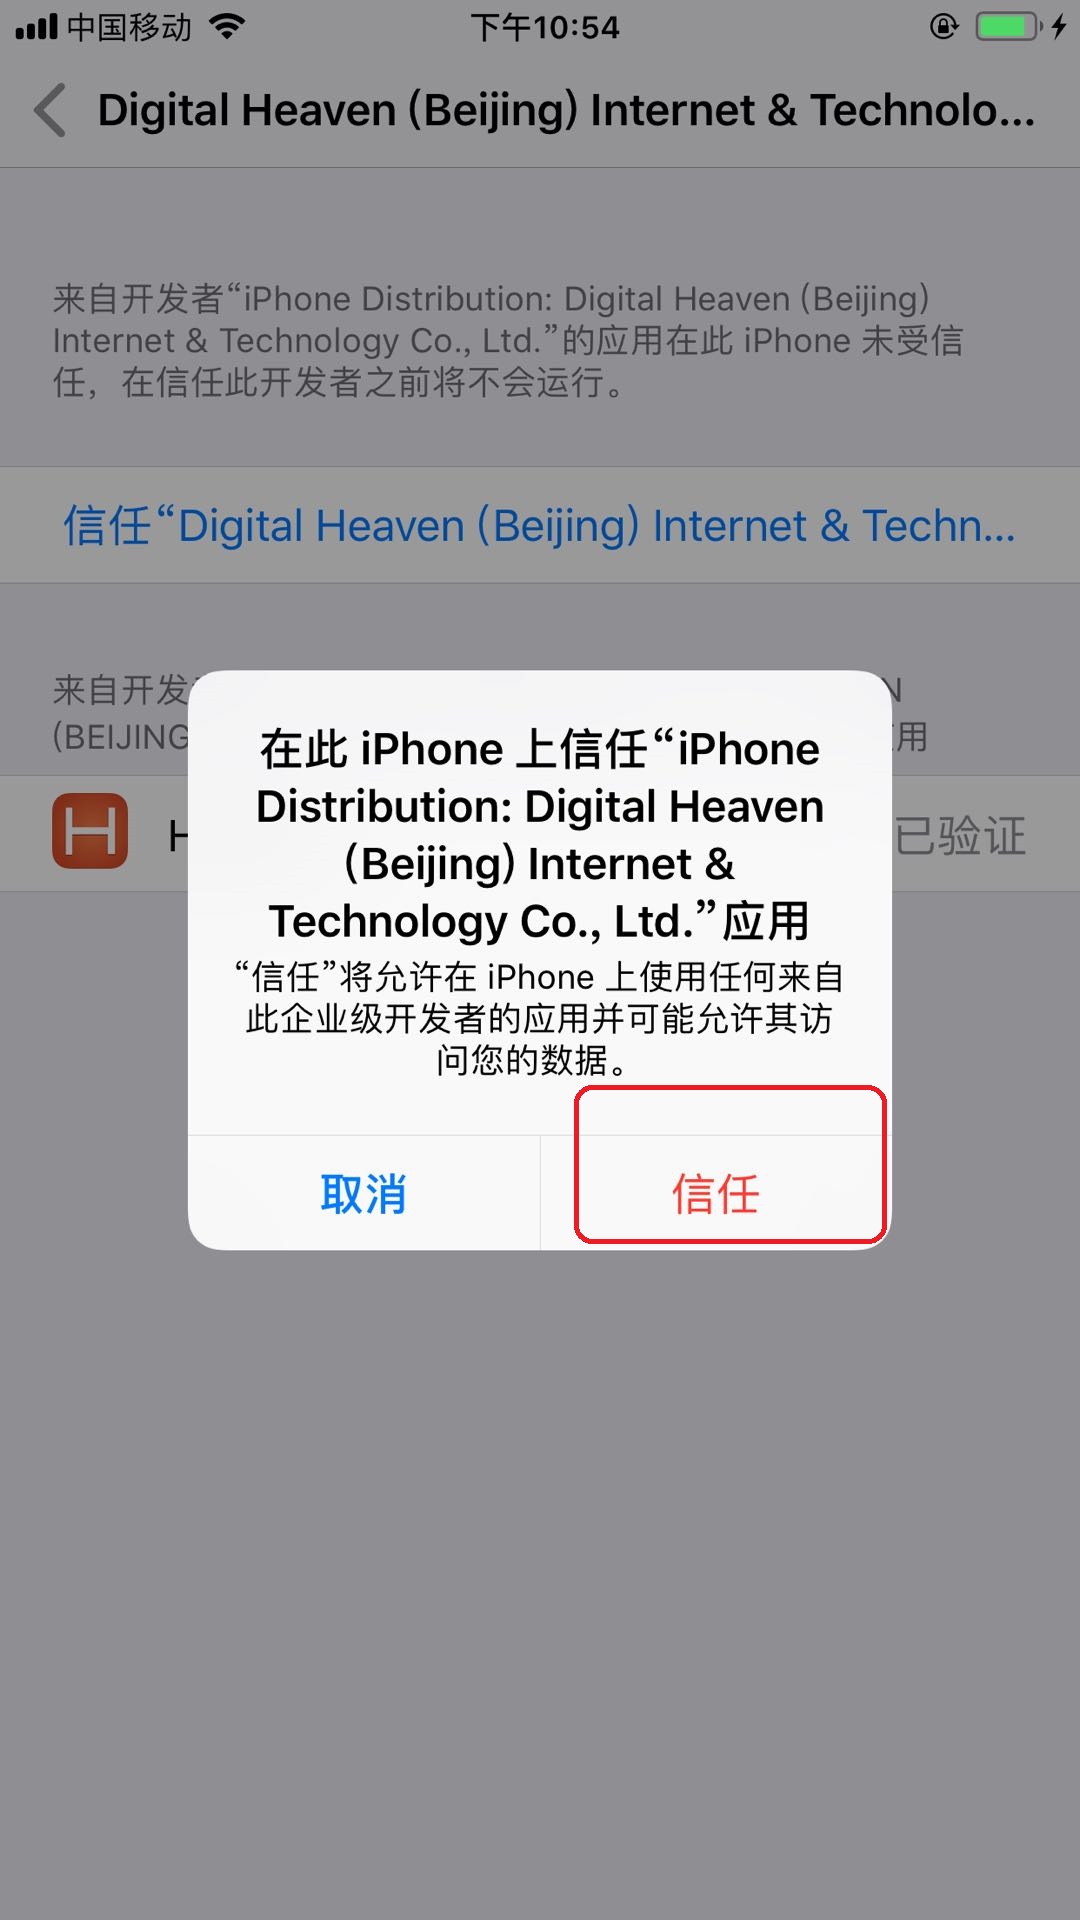 中国移动
下午10:54
Digital Heaven (Beijing) Internet & Technolo...
来自开发者“iPhone Distribution: Digital Heaven (Beijing)
Internet & Technology Co., Ltd.”的应用在此 iPhone 未受信
任，在信任此开发者之前将不会运行。
信任“Digital Heaven (Beijing) Internet & Techn...
来自开发
(BEIJING
用
H
已验证
在此 iPhone 上信任“iPhone
Distribution: Digital Heaven
(Beijing) Internet &
Technology Co., Ltd.”应用
“信任”将允许在 iPhone 上使用任何来自
此企业级开发者的应用并可能允许其访
问您的数据。
取消
信任